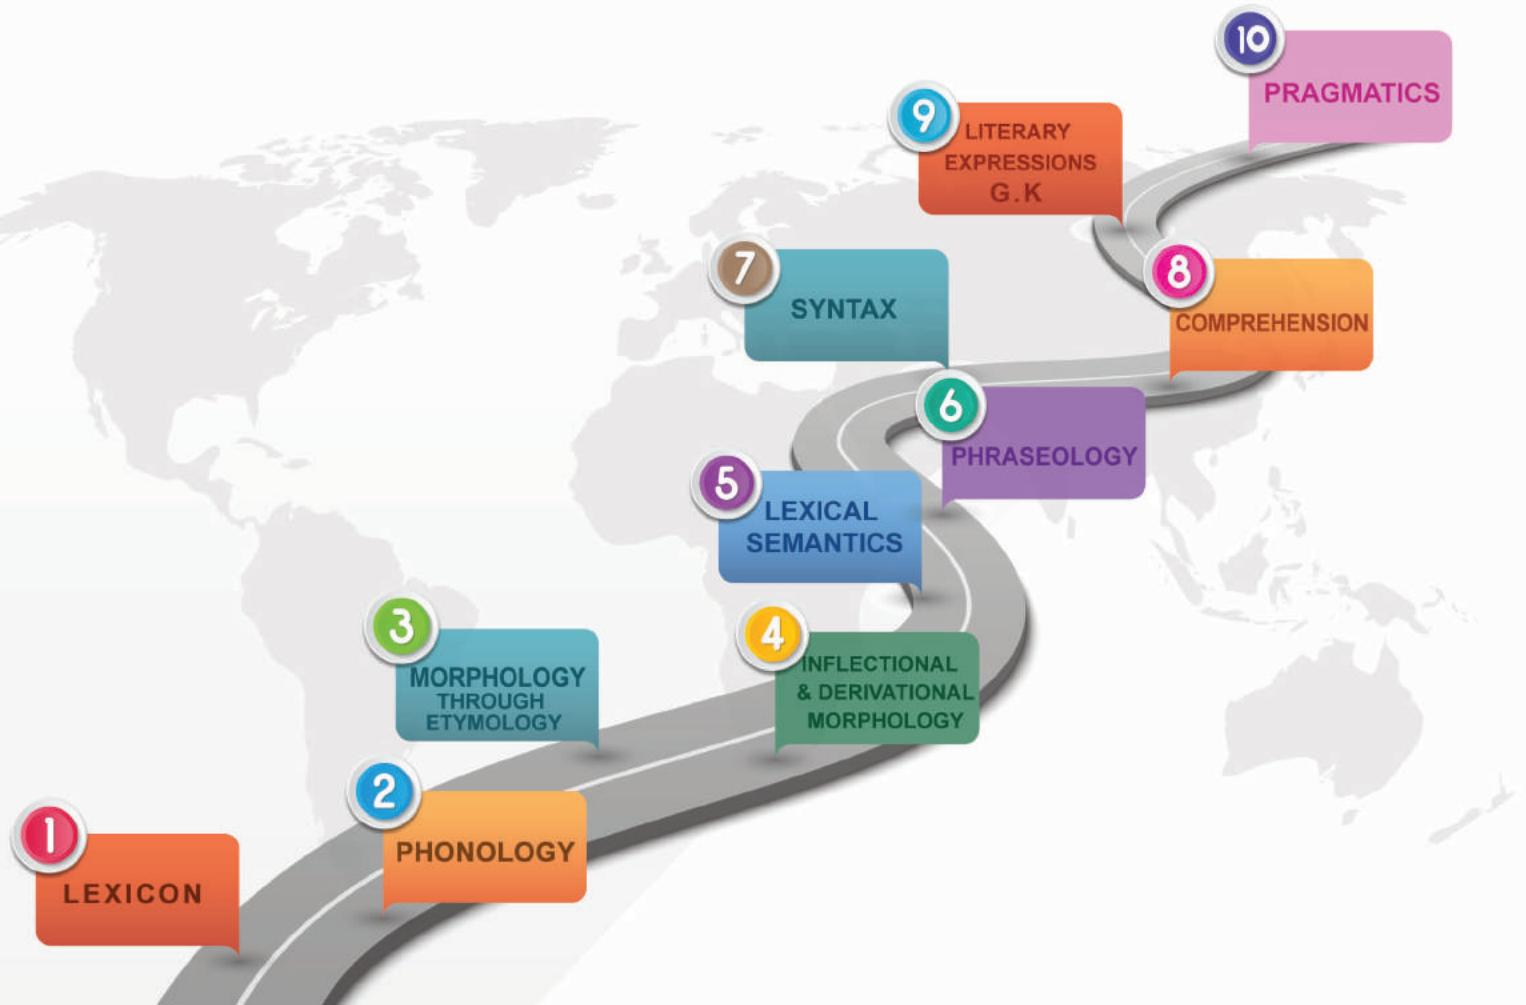 1
LEXICON
2
PHONOLOGY
3
MORPHOLOGY
THROUGH
ETYMOLOGY
4
INFLECTIONAL
& DERIVATIONAL
MORPHOLOGY
5
LEXICAL
SEMANTICS
6
PHRASEOLOGY
7
SYNTAX
8
COMPREHENSION
9
LITERARY
EXPRESSIONS
G.K
10
PRAGMATICS